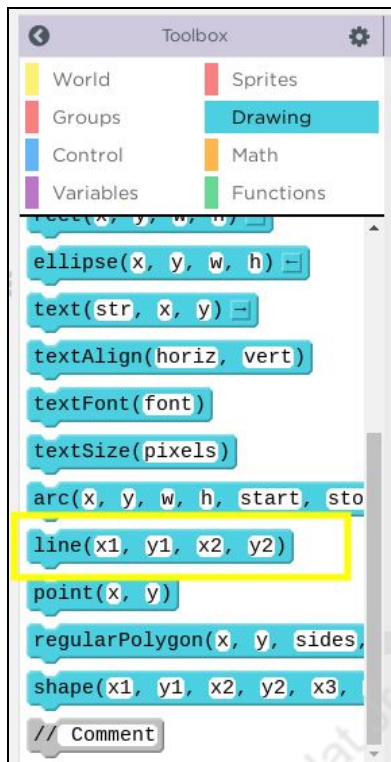 Toolbox
World Sprites
Groups Drawing
Control Math
Variables Functions
rect(x, y, w, h)
ellipse(x, y, w, h)
text(str, x, y)
textAlign(horiz, vert)
textFont(font)
textSize(pixels)
arc(x, y, w, h, start, sto
line(x1, y1, x2, y2)
point(x, y)
regularPolygon(x, y, sides,
shape(x1, y1, x2, y2, x3,
// Comment